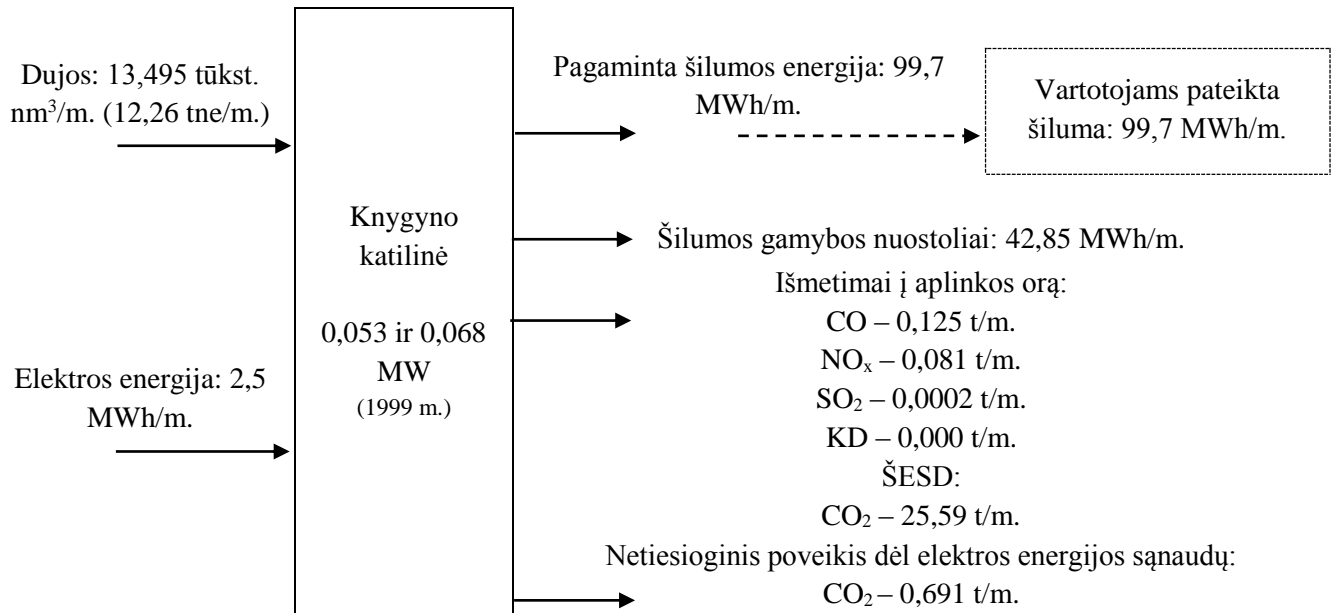 Dujos: 13,495 tūkst.
nm³/m. (12,26 tne/m.)
Elektros energija: 2,5
MWh/m.
Knygyno
katilinė
0,053 ir 0,068
MW
(1999 m.)
Pagaminta šilumos energija: 99,7
MWh/m.
Vartotojams pateikta
šiluma: 99,7 MWh/m.
Šilumos gamybos nuostoliai: 42,85 MWh/m.
Išmetimai į aplinkos orą:
CO – 0,125 t/m.
NOₓ – 0,081 t/m.
SO₂ – 0,0002 t/m.
KD – 0,000 t/m.
ŠESD:
CO₂ – 25,59 t/m.
Netiesioginis poveikis dėl elektros energijos sąnaudų:
CO₂ – 0,691 t/m.